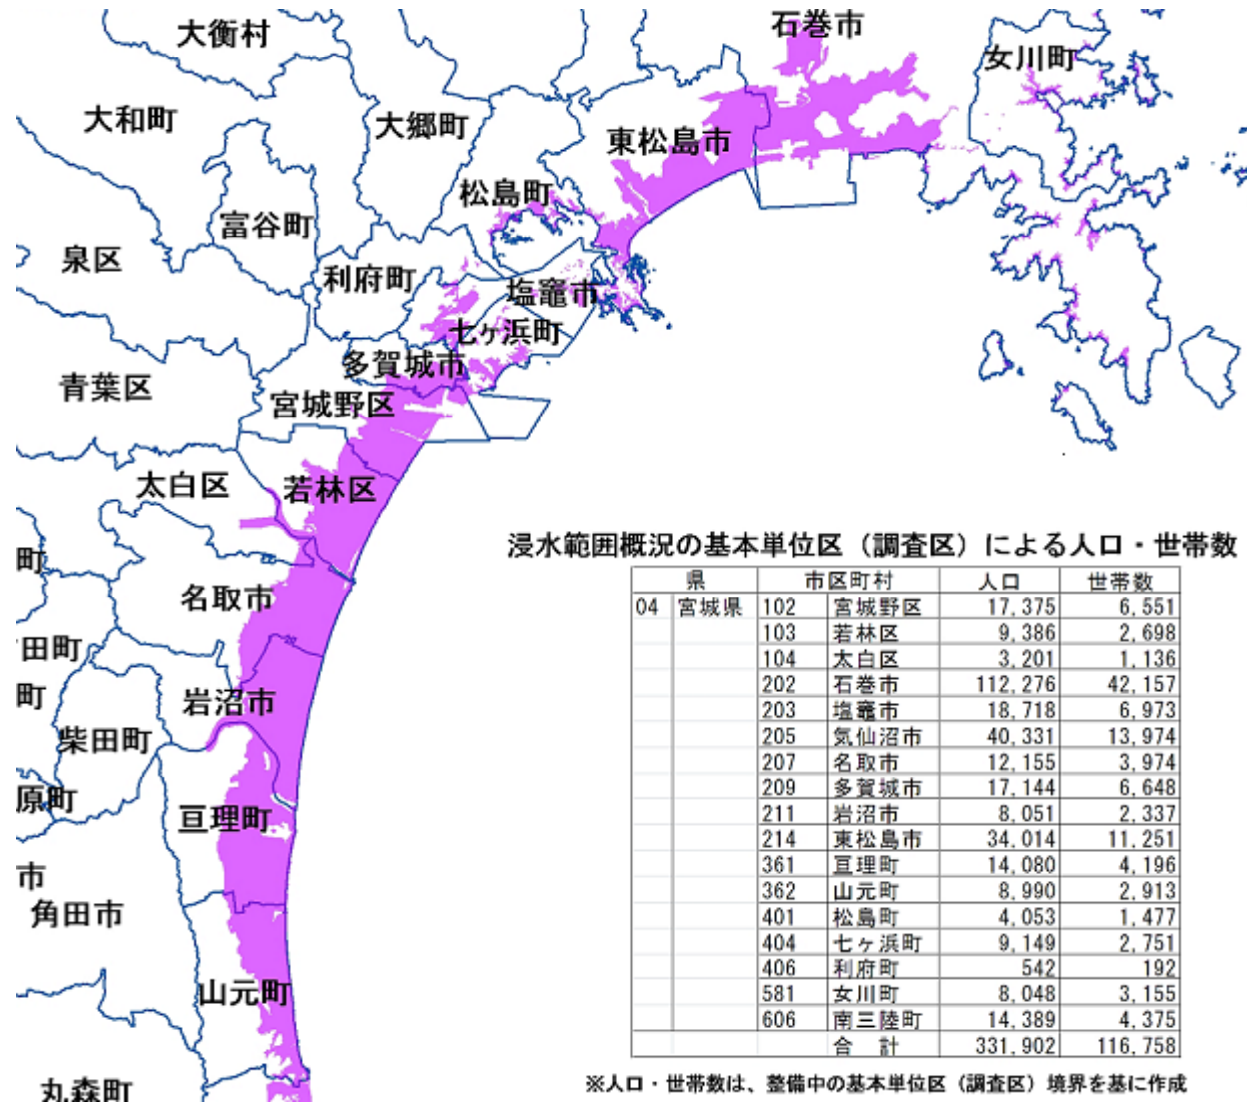 石巻市
大衡村
女川町
大和町
大郷町
東松島市
松島町
富谷町
泉区
利府町
塩竈市
七ヶ浜町
多賀城市
青葉区
宮城野区
太白区
若林区
町
名取市
田町
町
岩沼市
柴田町
原町
亘理町
市
角田市
山元町
丸森町
浸水範囲概況の基本単位区（調査区）による人口・世帯数
県 市区町村 人口 世帯数
04 宮城県 102 宮城野区 17,375 6,551
103 若林区 9,386 2,698
104 太白区 3,201 1,136
202 石巻市 112,276 42,157
203 塩竈市 18,718 6,973
205 気仙沼市 40,331 13,974
207 名取市 12,155 3,974
209 多賀城市 17,144 6,648
211 岩沼市 8,051 2,337
214 東松島市 34,014 11,251
361 亘理町 14,080 4,196
362 山元町 8,990 2,913
401 松島町 4,053 1,477
404 七ヶ浜町 9,149 2,751
406 利府町 542 192
581 女川町 8,048 3,155
606 南三陸町 14,389 4,375
合 計 331,902 116,758
※人口・世帯数は、整備中の基本単位区（調査区）境界を基に作成